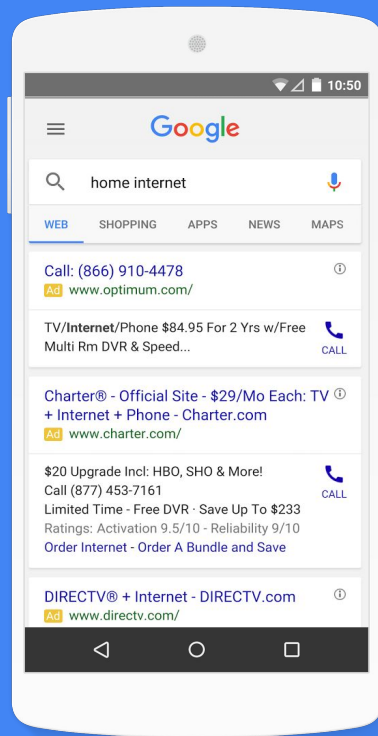 10:50
Google
home internet
WEB SHOPPING APPS NEWS MAPS
Call: (866) 910-4478
Ad www.optimum.com/
TV/Internet/Phone $84.95 For 2 Yrs w/Free
Multi Rm DVR & Speed...
CALL
Charter® - Official Site - $29/Mo Each: TV
+ Internet + Phone - Charter.com
Ad www.charter.com/
$20 Upgrade Incl: HBO, SHO & More!
Call (877) 453-7161
CALL
Limited Time - Free DVR · Save Up To $233
Ratings: Activation 9.5/10 - Reliability 9/10
Order Internet - Order A Bundle and Save
DIRECTV® + Internet - DIRECTV.com
Ad www.directv.com/